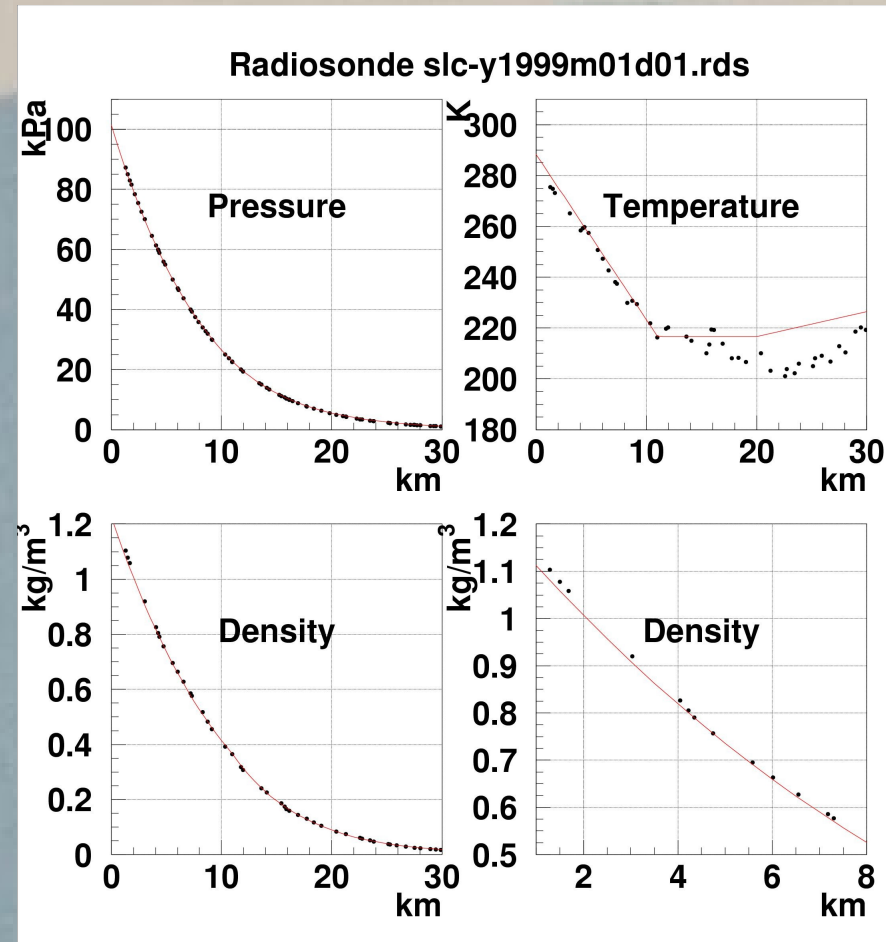 Radiosonde slc-y1999m01d01.rds
kPa
100
80
60
40
20
0
Pressure
0 10 20 30
km
K
300
280
260
240
220
200
180
Temperature
0 10 20 30
km
kg/m³
1.2
1
0.8
0.6
0.4
0.2
0
Density
0 10 20 30
km
kg/m³
1.2
1.1
1
0.9
0.8
0.7
0.6
0.5
Density
2 4 6 8
km